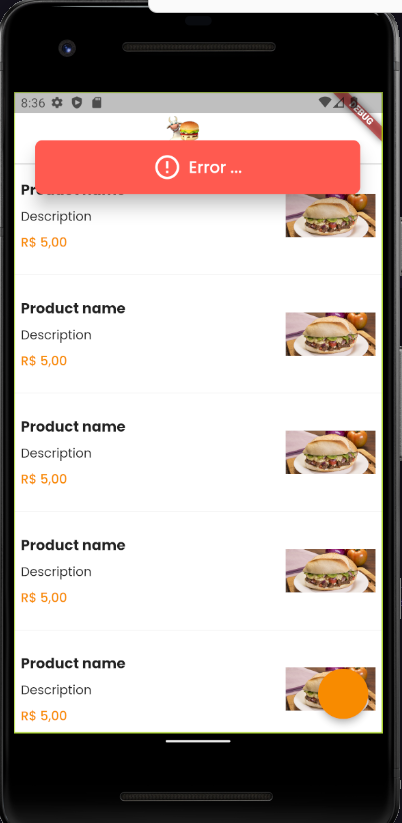 8:36
DEBUG
Error ...
Product name
Description
R$ 5,00
Product name
Description
R$ 5,00
Product name
Description
R$ 5,00
Product name
Description
R$ 5,00
Product name
Description
R$ 5,00